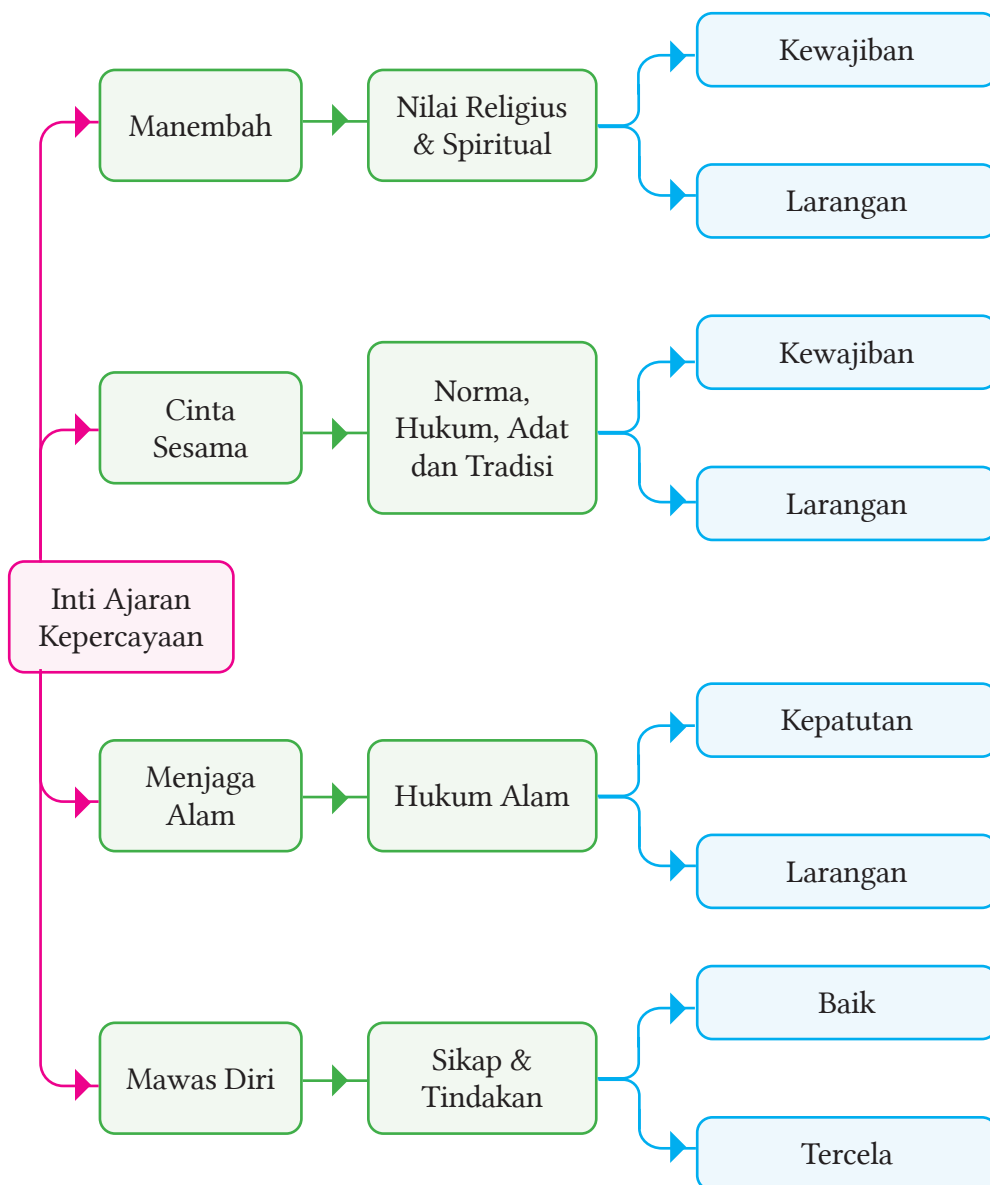 Inti Ajaran
Kepercayaan
Manembah
Nilai Religius
& Spiritual
Kewajiban
Larangan
Cinta
Sesama
Norma,
Hukum, Adat
dan Tradisi
Kewajiban
Larangan
Menjaga
Alam
Hukum Alam
Kepatutan
Larangan
Mawas Diri
Sikap &
Tindakan
Baik
Tercela